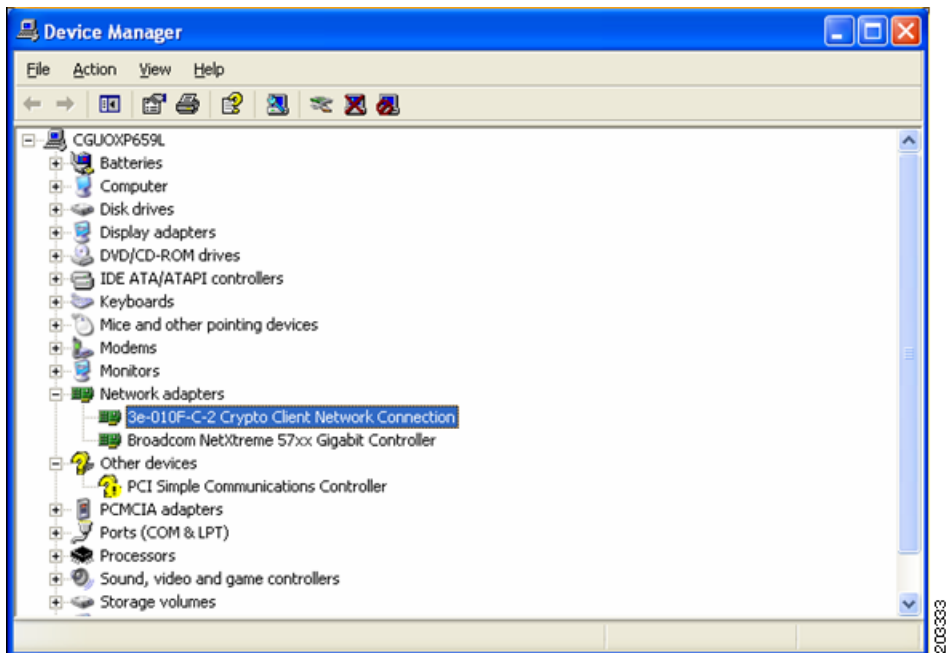 Device Manager
File Action View Help
CGUOXP659L
Batteries
Computer
Disk drives
Display adapters
DVD/CD-ROM drives
IDE ATA/ATAPI controllers
Keyboards
Mice and other pointing devices
Modems
Monitors
Network adapters
3e-010F-C-2 Crypto Client Network Connection
Broadcom NetXtreme 57xx Gigabit Controller
Other devices
PCI Simple Communications Controller
PCMCIA adapters
Ports (COM & LPT)
Processors
Sound, video and game controllers
Storage volumes
203333